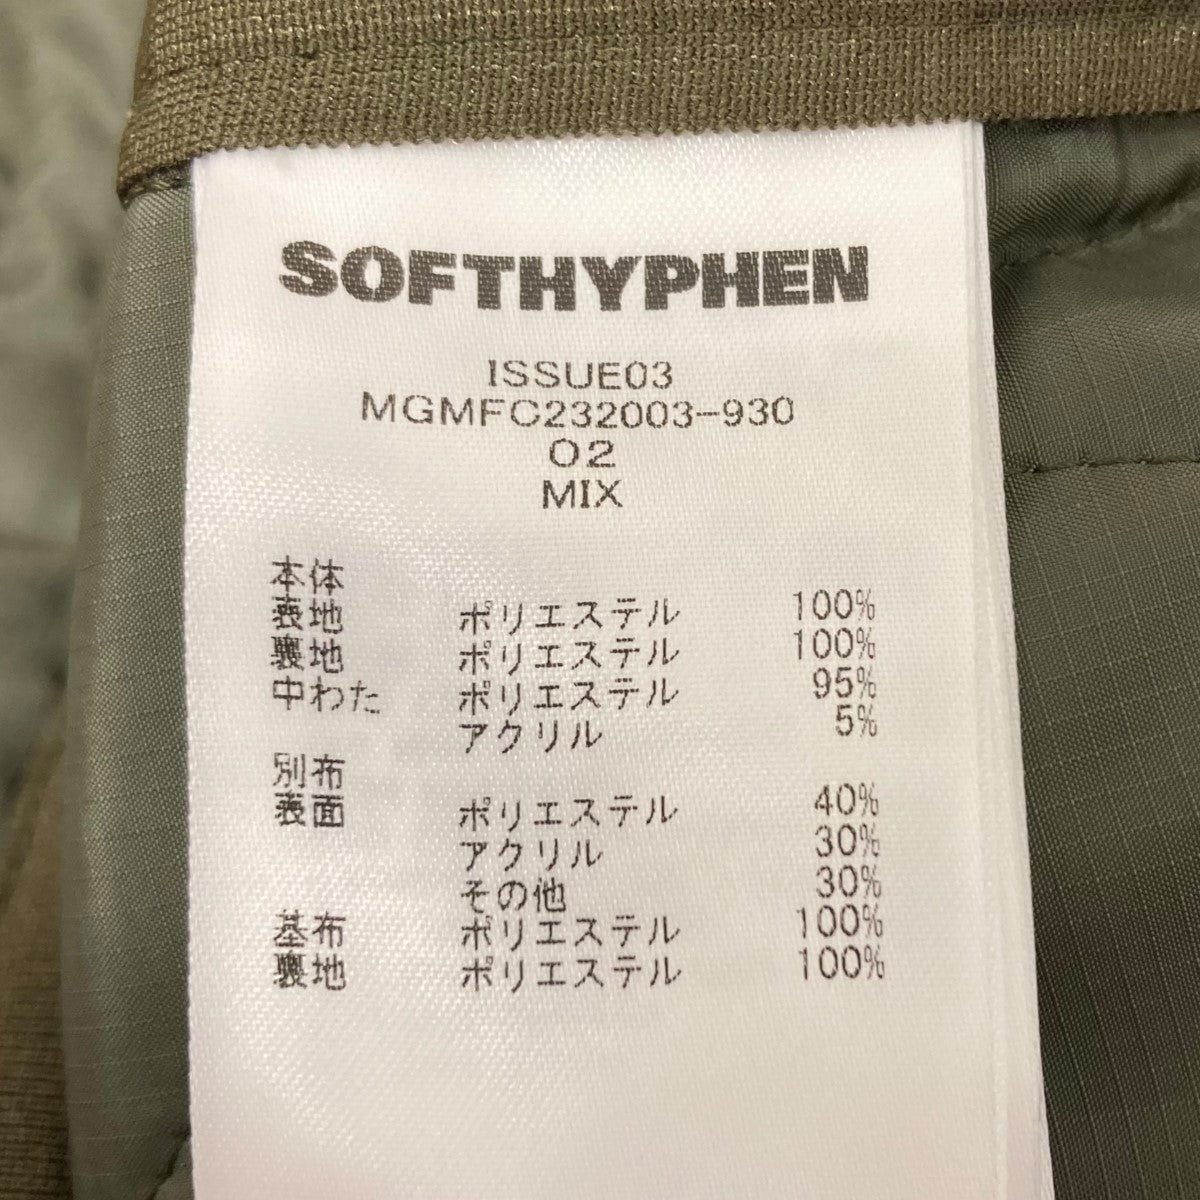 SOFTHYPHEN
ISSUE03
MGMFC232003-930
02
MIX
本体
表地 ポリエステル 100%
裏地 ポリエステル 100%
中わた ポリエステル 95%
アクリル 5%
別布
表面 ポリエステル 40%
アクリル 30%
その他 30%
基布 ポリエステル 100%
裏地 ポリエステル 100%